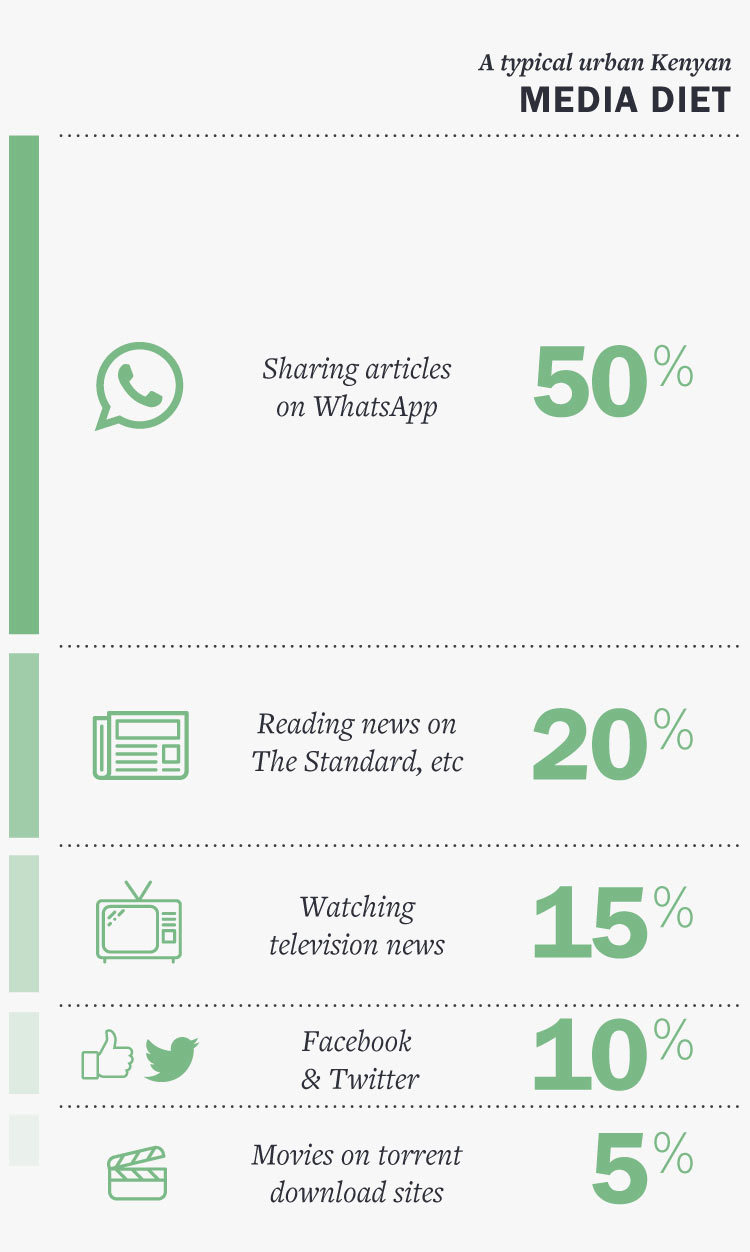 A typical urban Kenyan
MEDIA DIET
Sharing articles
on WhatsApp
50%
Reading news on
The Standard, etc
20%
Watching
television news
15%
Facebook
& Twitter
10%
Movies on torrent
download sites
5%